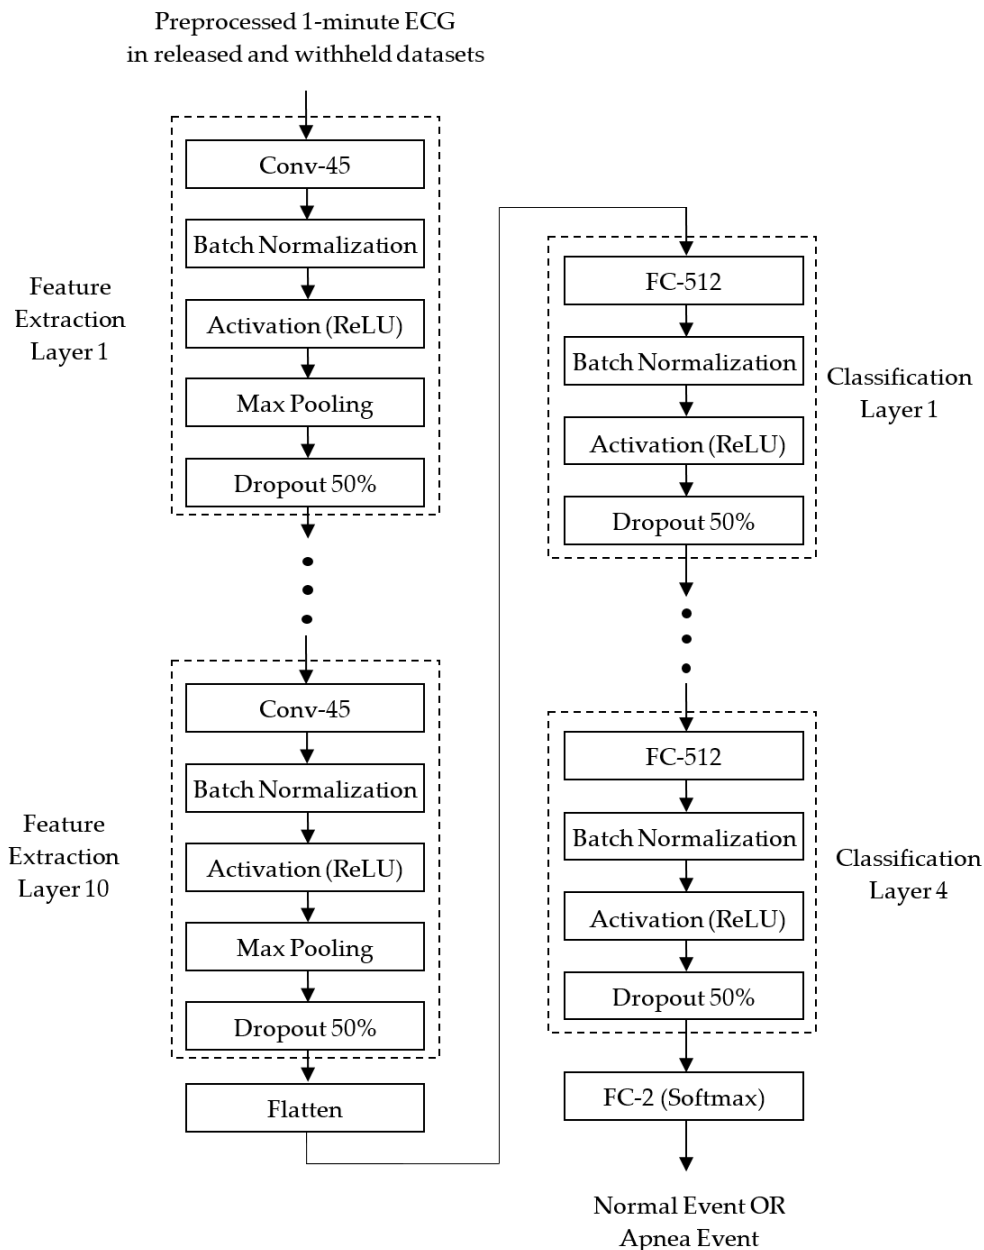 Preprocessed 1-minute ECG
in released and withheld datasets
Feature
Extraction
Layer 1
Conv-45
Batch Normalization
Activation (ReLU)
Max Pooling
Dropout 50%
Feature
Extraction
Layer 10
Conv-45
Batch Normalization
Activation (ReLU)
Max Pooling
Dropout 50%
Flatten
FC-512
Batch Normalization
Activation (ReLU)
Dropout 50%
Classification
Layer 1
FC-512
Batch Normalization
Activation (ReLU)
Dropout 50%
Classification
Layer 4
FC-2 (Softmax)
Normal Event OR
Apnea Event